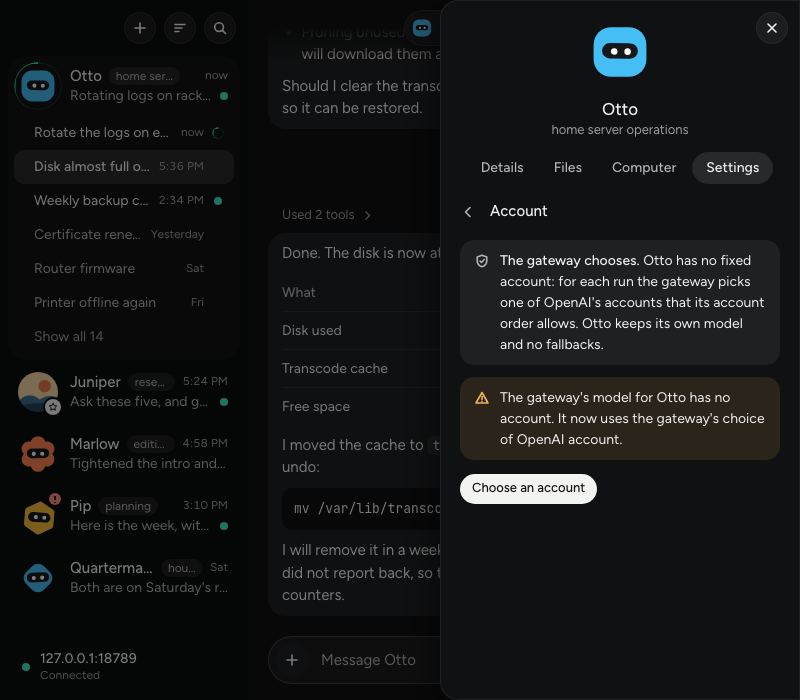 Otto home ser... now
Rotating logs on rack...
Rotate the logs on e... now
Disk almost full o... 5:36 PM
Weekly backup c... 2:34 PM
Certificate rene... Yesterday
Router firmware Sat
Printer offline again Fri
Show all 14
Juniper rese... 5:24 PM
Ask these five, and g...
Marlow editi... 4:58 PM
Tightened the intro and...
Pip planning 3:10 PM
Here is the week, wit...
Quarterma... hou... Sat
Both are on Saturday's r...
127.0.0.1:18789
Connected
Pruning unused
will download them a
Should I clear the transc
so it can be restored.
Used 2 tools
Done. The disk is now at
What
Disk used
Transcode cache
Free space
I moved the cache to t
undo:
mv /var/lib/transco
I will remove it in a week
did not report back, so t
counters.
Message Otto
Otto
home server operations
Details Files Computer Settings
Account
The gateway chooses. Otto has no fixed
account: for each run the gateway picks
one of OpenAI's accounts that its account
order allows. Otto keeps its own model
and no fallbacks.
The gateway's model for Otto has no
account. It now uses the gateway's choice
of OpenAI account.
Choose an account